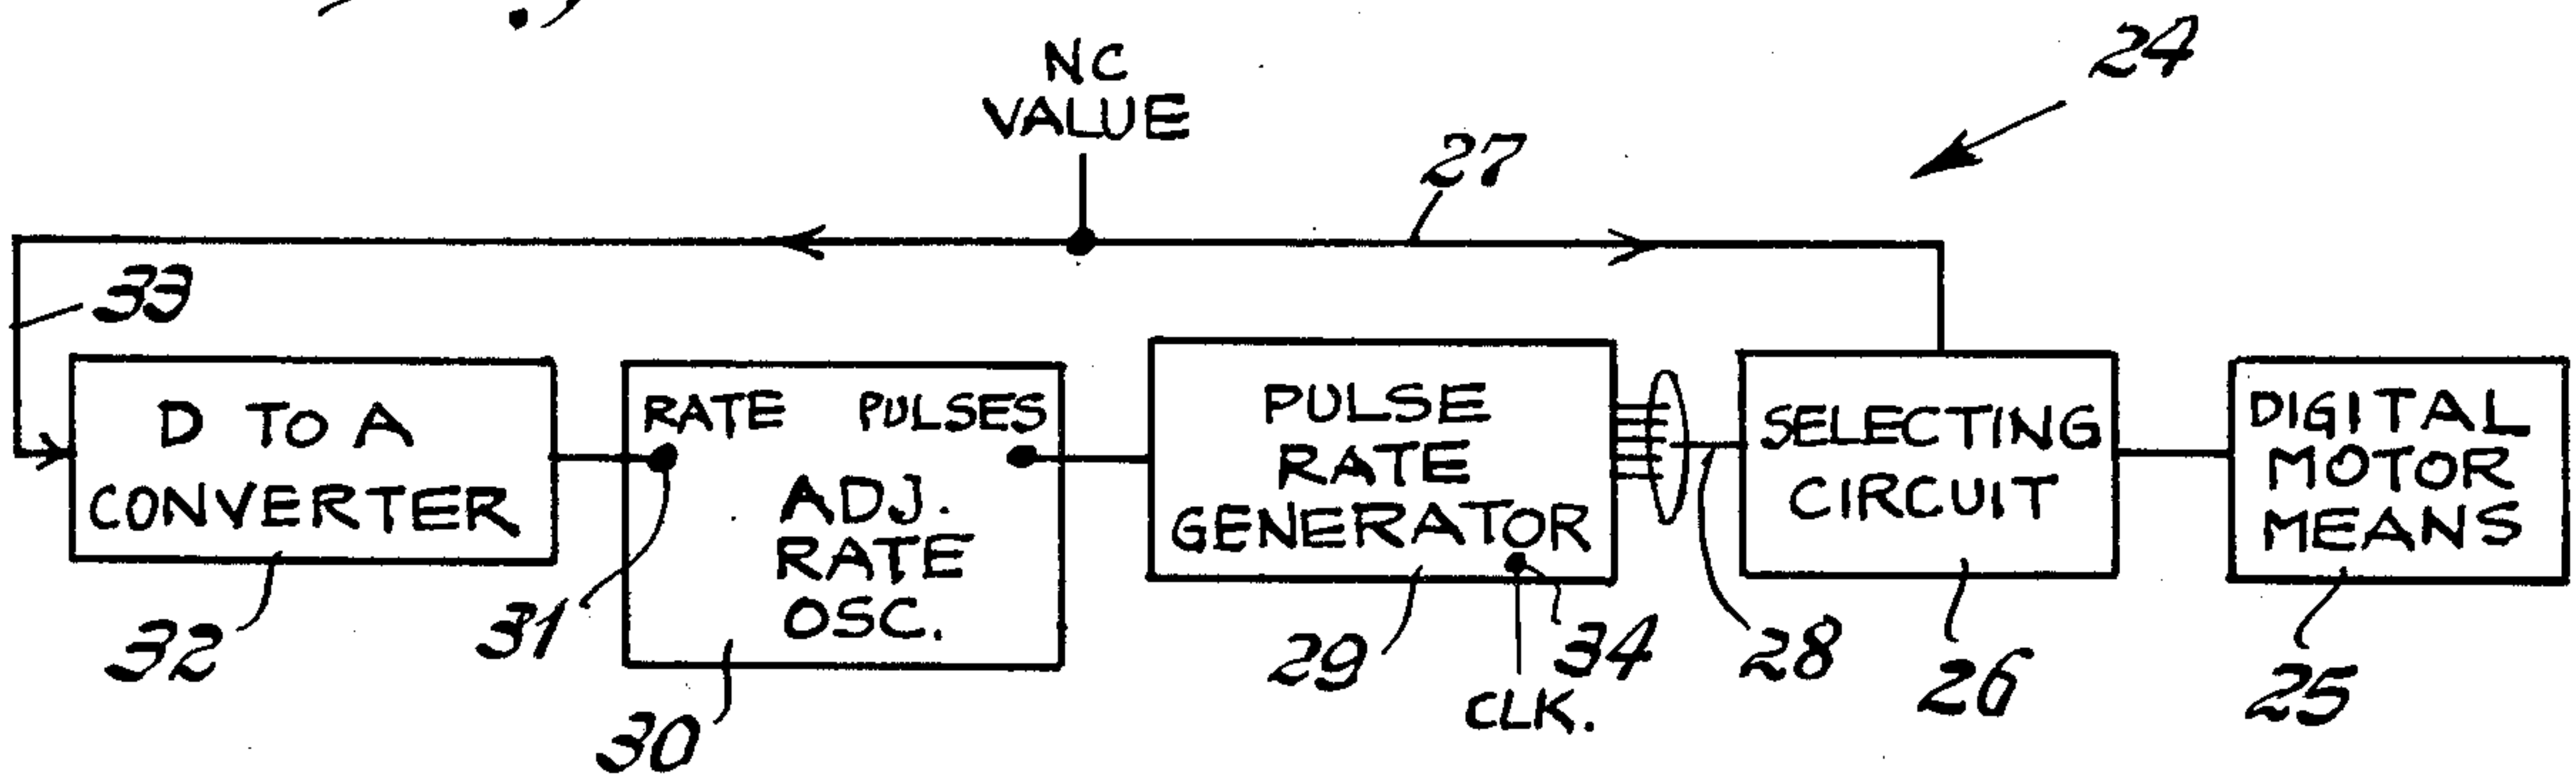 24
NC
VALUE
27
33
D TO A
CONVERTER
RATE PULSES
ADJ.
RATE
OSC.
PULSE
RATE
GENERATOR
SELECTING
CIRCUIT
DIGITAL
MOTOR
MEANS
32
31
30
29
34
CLK.
28
26
25